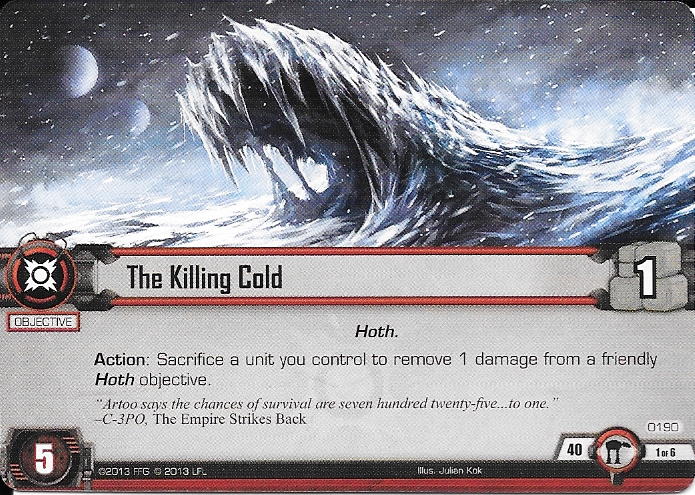 The Killing Cold
1
OBJECTIVE
Hoth.
Action: Sacrifice a unit you control to remove 1 damage from a friendly
Hoth objective.
“Artoo says the chances of survival are seven hundred twenty-five...to one.”
–C-3PO, The Empire Strikes Back
0190
5
©2013 FFG © 2013 LFL
Illus. Julian Kok
40
1 OF 6